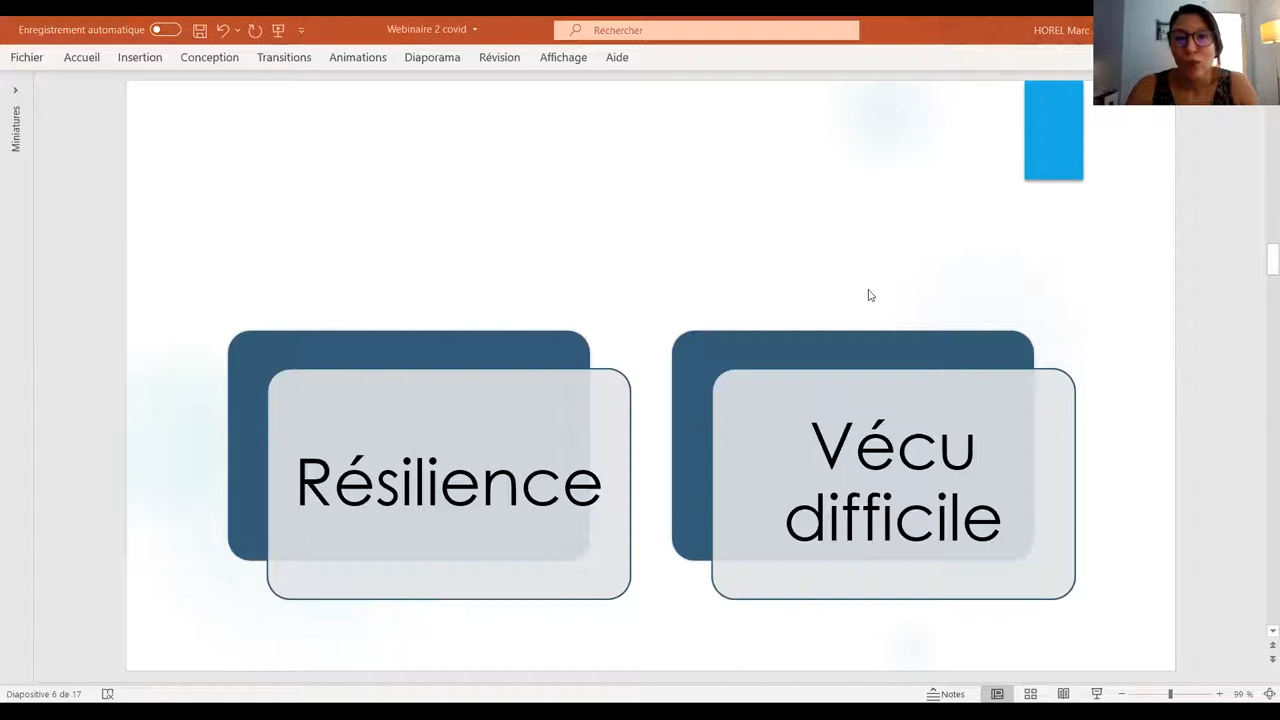 Enregistrement automatique
Webinaire 2 covid
Rechercher
HOREL Marc
Fichier Accueil Insertion Conception Transitions Animations Diaporama Révision Affichage Aide
Miniatures
Résilience
Vécu
difficile
Diapositive 6 de 17
Notes
99 %